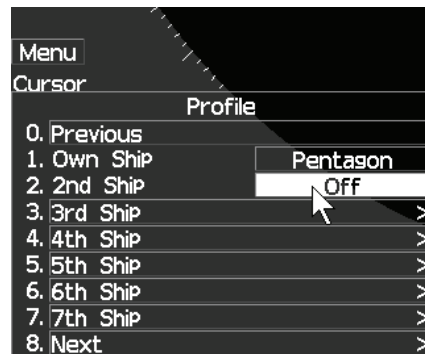 Menu
Cursor
Profile
0. Previous
1. Own Ship Pentagon
2. 2nd Ship Off
3. 3rd Ship >
4. 4th Ship >
5. 5th Ship >
6. 6th Ship >
7. 7th Ship >
8. Next >